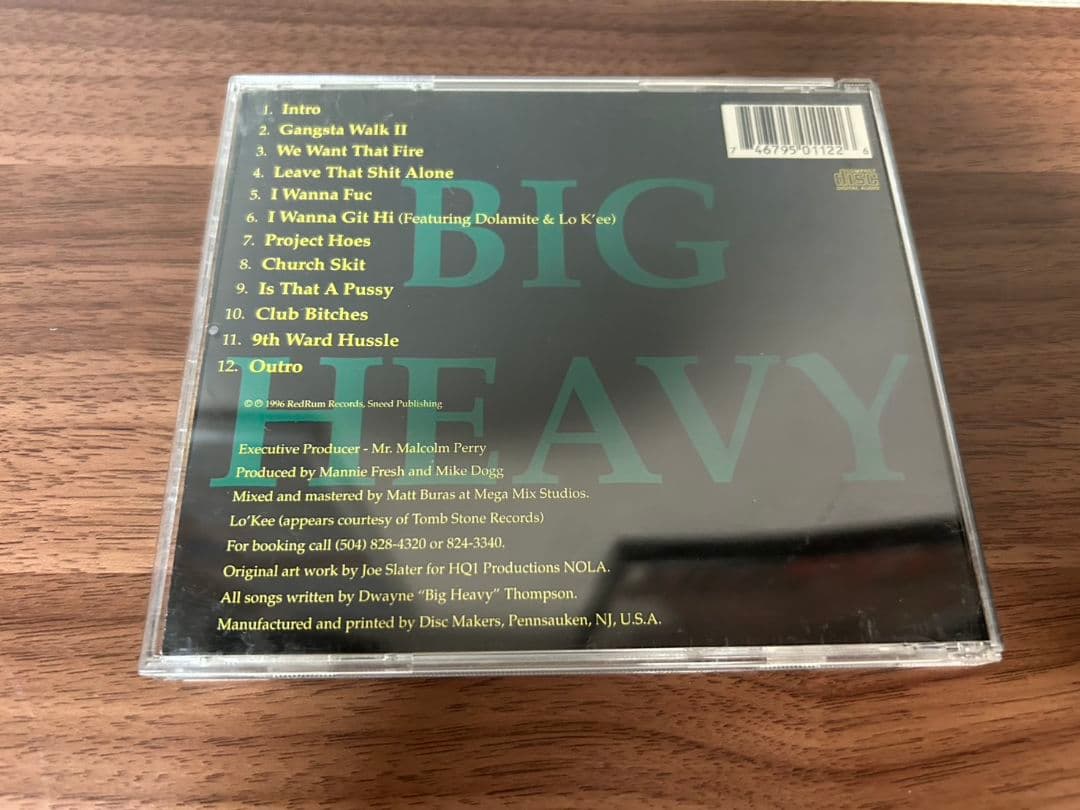 1. Intro
2. Gangsta Walk II
3. We Want That Fire
4. Leave That Shit Alone
5. I Wanna Fuc
6. I Wanna Git Hi (Featuring Dolamite & Lo K'ee)
7. Project Hoes
8. Church Skit
9. Is That A Pussy
10. Club Bitches
11. 9th Ward Hussle
12. Outro
BIG
HEAVY
7 46795 01122 6
COMPACT
disc
DIGITAL AUDIO
© ℗ 1996 RedRum Records, Sneed Publishing
Executive Producer - Mr. Malcolm Perry
Produced by Mannie Fresh and Mike Dogg
Mixed and mastered by Matt Buras at Mega Mix Studios.
Lo'Kee (appears courtesy of Tomb Stone Records)
For booking call (504) 828-4320 or 824-3340.
Original art work by Joe Slater for HQ1 Productions NOLA.
All songs written by Dwayne "Big Heavy" Thompson.
Manufactured and printed by Disc Makers, Pennsauken, NJ, U.S.A.